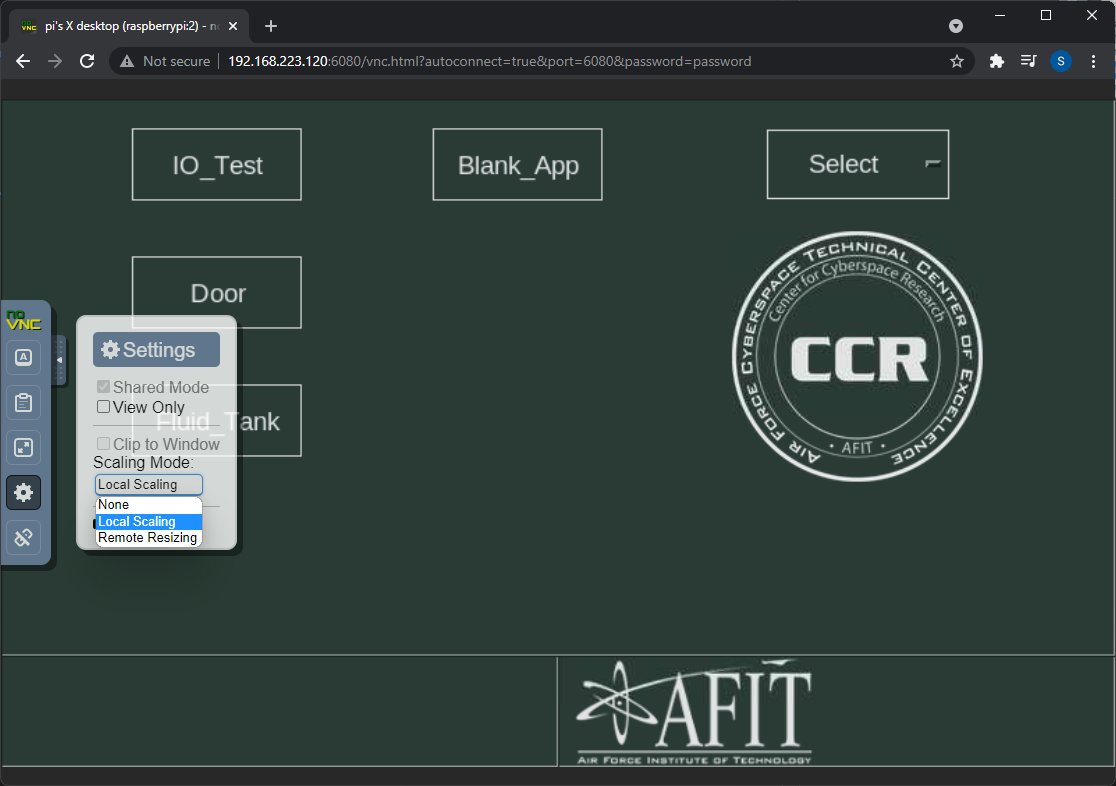 pi's X desktop (raspberrypi:2) - n
Not secure
192.168.223.120:6080/vnc.html?autoconnect=true&port=6080&password=password
S
IO_Test
Blank_App
Select
Door
Fluid_Tank
no
VNC
A
Settings
Shared Mode
View Only
Clip to Window
Scaling Mode:
Local Scaling
None
Local Scaling
Remote Resizing
AIR FORCE CYBERSPACE TECHNICAL CENTER OF EXCELLENCE
Center for Cyberspace Research
CCR
• AFIT •
AFIT
AIR FORCE INSTITUTE OF TECHNOLOGY